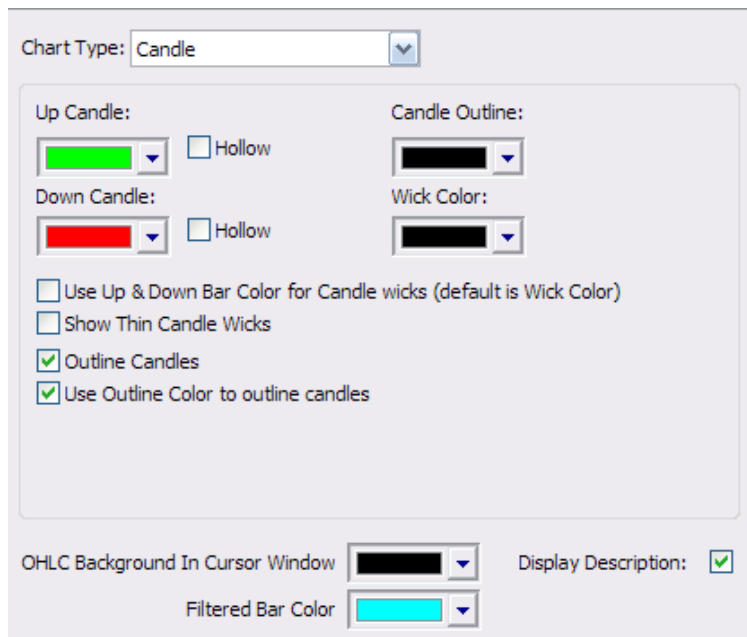 Chart Type: Candle
Up Candle: Candle Outline:
Hollow
Down Candle: Wick Color:
Hollow
Use Up & Down Bar Color for Candle wicks (default is Wick Color)
Show Thin Candle Wicks
Outline Candles
Use Outline Color to outline candles
OHLC Background In Cursor Window Display Description:
Filtered Bar Color